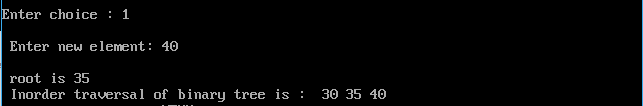 Enter choice : 1
Enter new element: 40
root is 35
Inorder traversal of binary tree is :  30 35 40